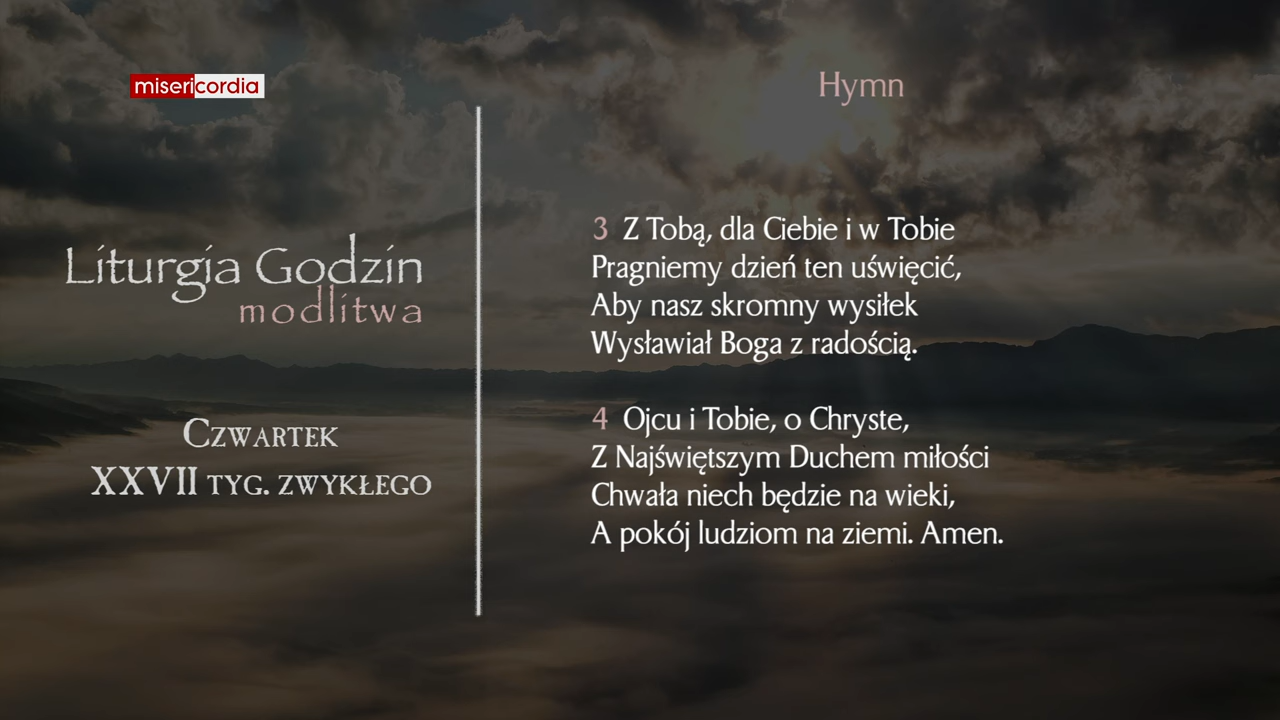 misericordia
Liturgia Godzin
modlitwa
Czwartek
XXVII tyg. zwykłego
Hymn
3 Z Tobą, dla Ciebie i w Tobie
Pragniemy dzień ten uświęcić,
Aby nasz skromny wysiłek
Wysławiał Boga z radością.
4 Ojcu i Tobie, o Chryste,
Z Najświętszym Duchem miłości
Chwała niech będzie na wieki,
A pokój ludziom na ziemi. Amen.